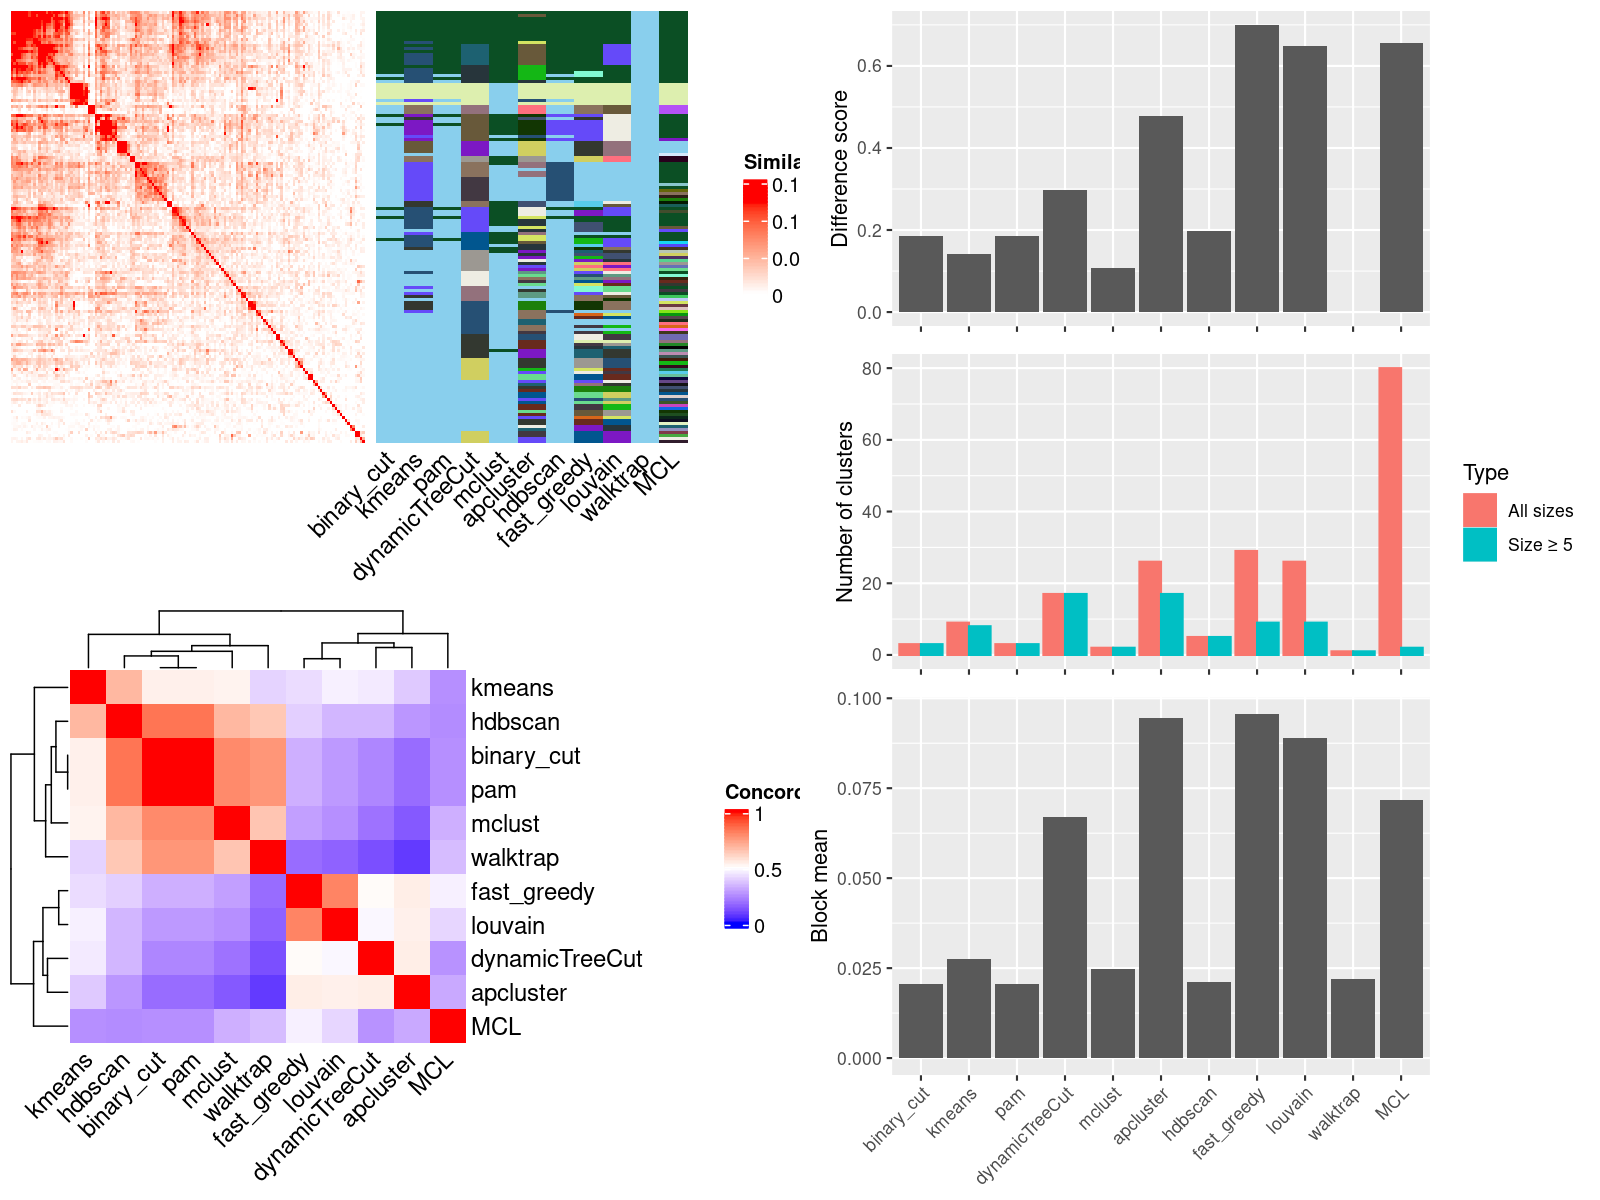 Simila
0.1
0.1
0.0
0
binary_cut
kmeans
pam
dynamicTreeCut
mclust
apcluster
hdbscan
fast_greedy
louvain
walktrap
MCL
kmeans
hdbscan
binary_cut
pam
mclust
walktrap
fast_greedy
louvain
dynamicTreeCut
apcluster
MCL
kmeans
hdbscan
binary_cut
pam
mclust
walktrap
fast_greedy
louvain
dynamicTreeCut
apcluster
MCL
Concord
1
0.5
0
Difference score
0.6
0.4
0.2
0.0
Number of clusters
80
60
40
20
0
Type
All sizes
Size ≥ 5
Block mean
0.100
0.075
0.050
0.025
0.000
binary_cut
kmeans
pam
dynamicTreeCut
mclust
apcluster
hdbscan
fast_greedy
louvain
walktrap
MCL